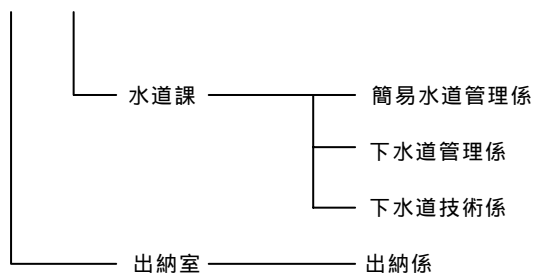 水道課 簡易水道管理係
下水道管理係
下水道技術係
出納室 出納係